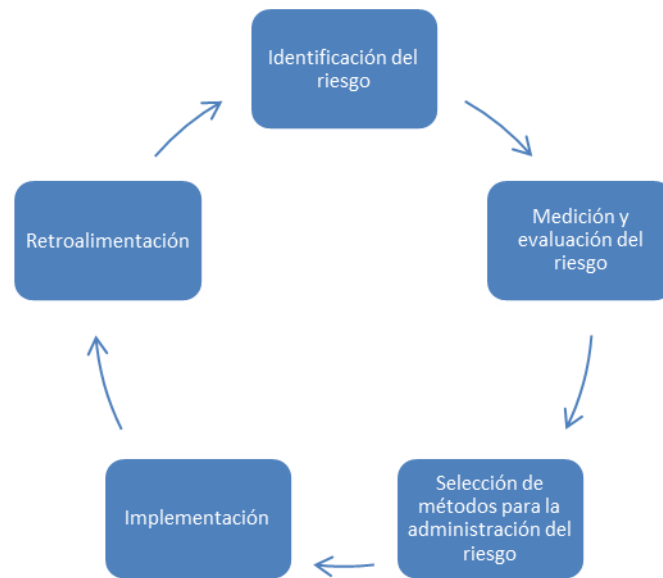 Identificación del
riesgo
Medición y
evaluación del
riesgo
Selección de
métodos para la
administración del
riesgo
Implementación
Retroalimentación